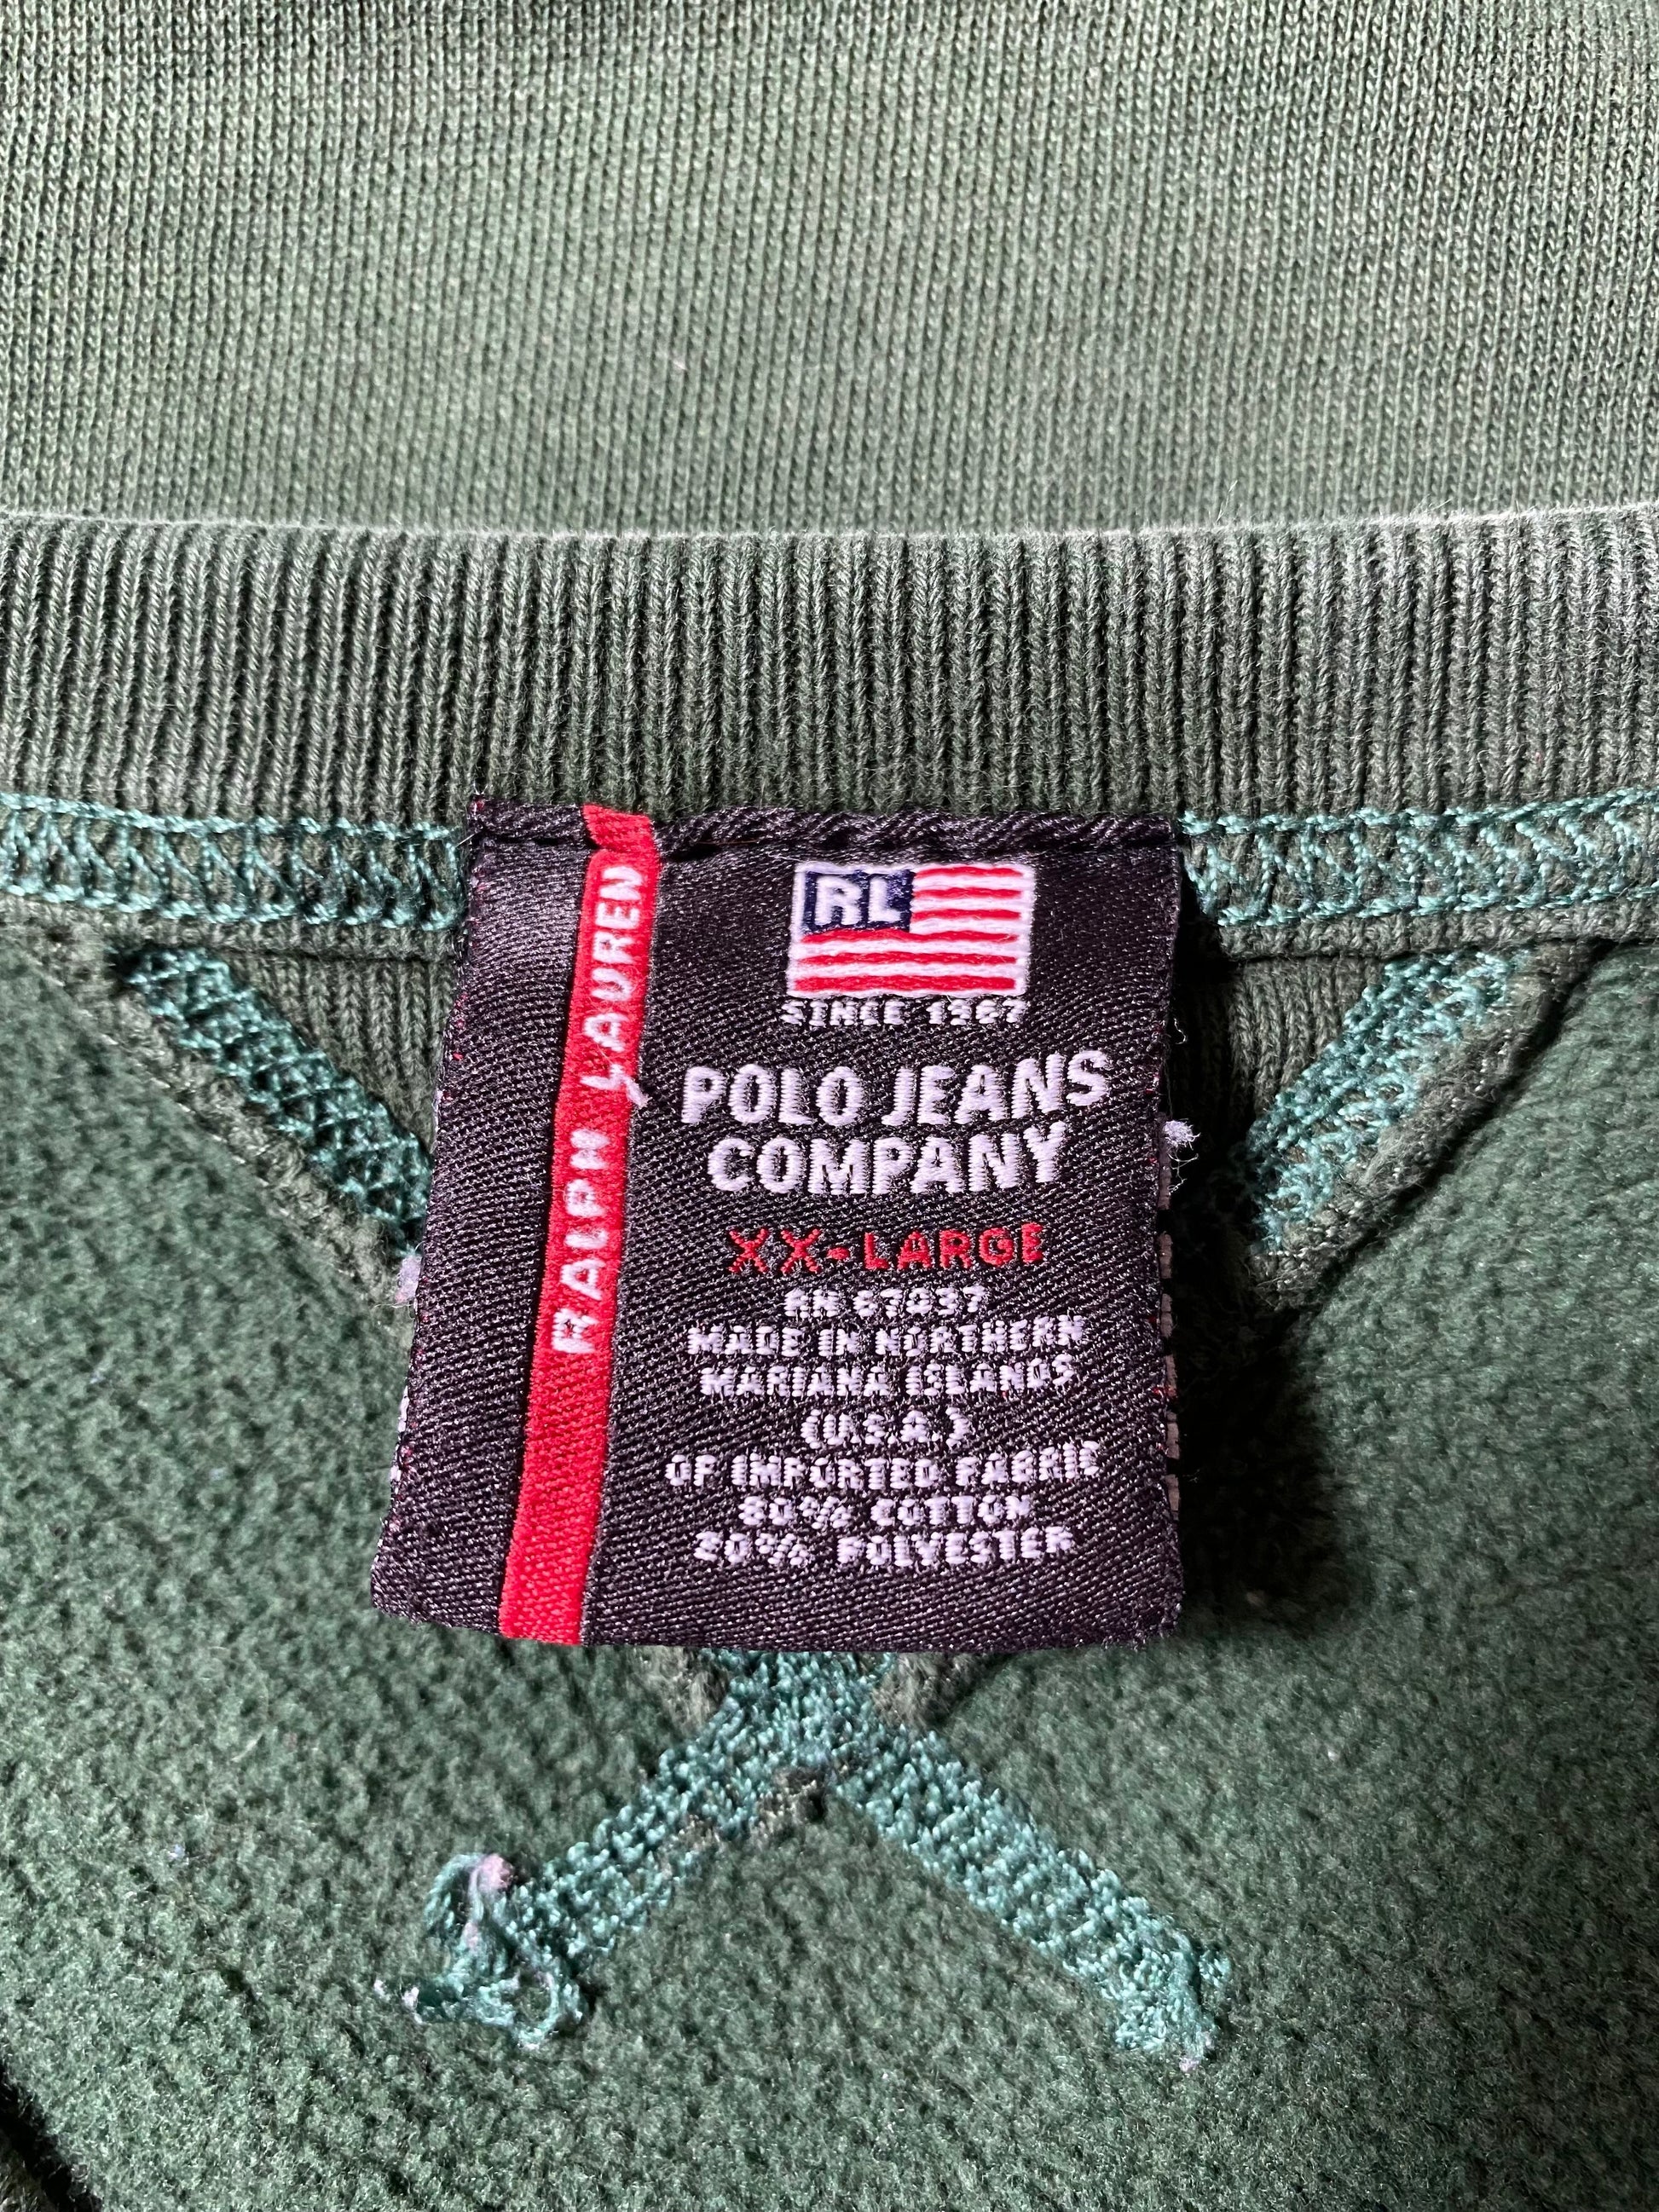 RALPH LAUREN
RL
SINCE 1967
POLO JEANS
COMPANY
XX-LARGE
RN 67037
MADE IN NORTHERN
MARIANA ISLANDS
(U.S.A.)
OF IMPORTED FABRIC
80% COTTON
20% POLYESTER